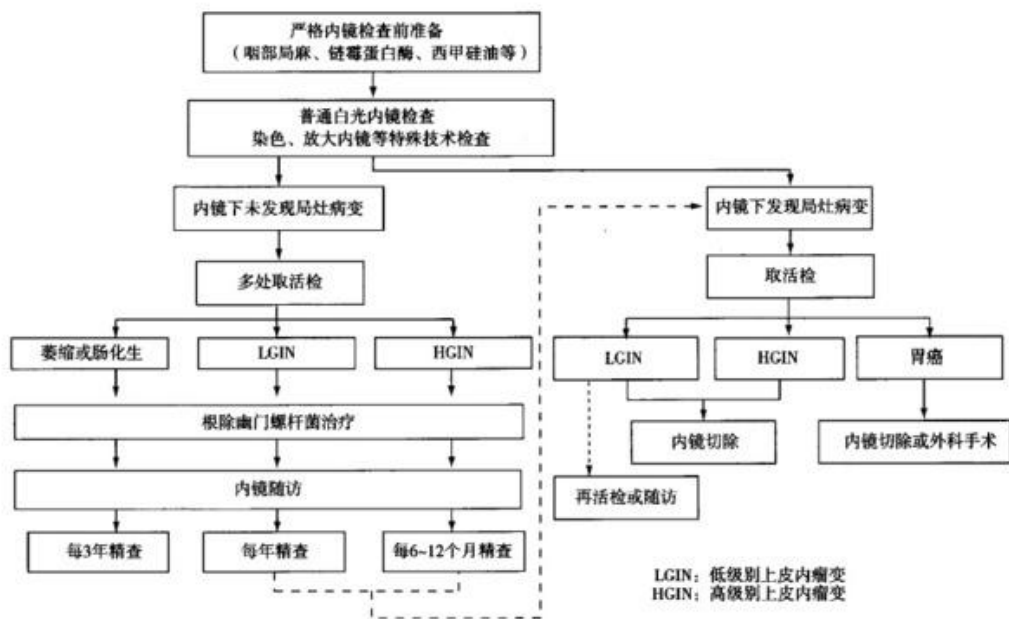 严格内镜检查前准备
（咽部局麻、链霉蛋白酶、西甲硅油等）
普通白光内镜检查
染色、放大内镜等特殊技术检查
内镜下未发现局灶病变
内镜下发现局灶病变
多处取活检
取活检
萎缩或肠化生
LGIN
HGIN
LGIN
HGIN
胃癌
根除幽门螺杆菌治疗
内镜切除
内镜切除或外科手术
内镜随访
再活检或随访
每3年精查
每年精查
每6~12个月精查
LGIN：低级别上皮内瘤变
HGIN：高级别上皮内瘤变